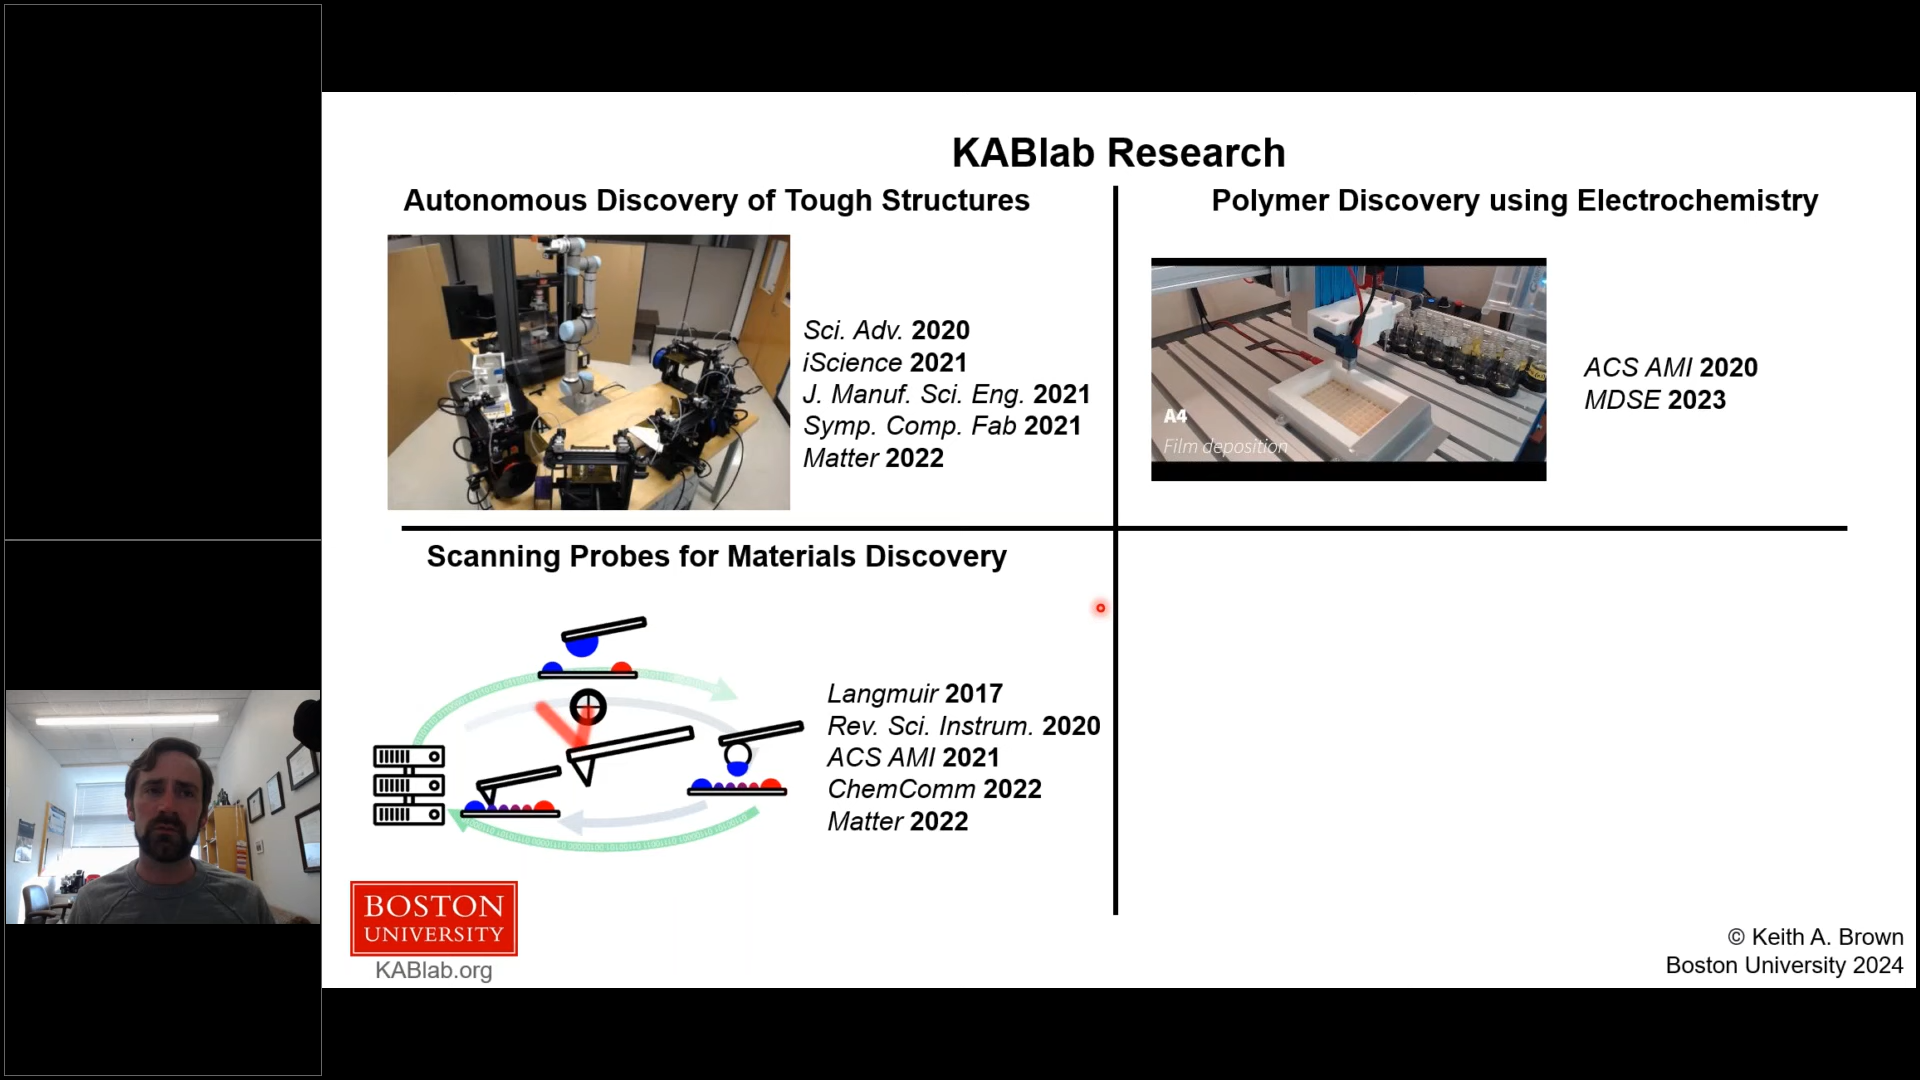 KABlab Research
Autonomous Discovery of Tough Structures
Sci. Adv. 2020
iScience 2021
J. Manuf. Sci. Eng. 2021
Symp. Comp. Fab 2021
Matter 2022
Polymer Discovery using Electrochemistry
A4
Film deposition
ACS AMI 2020
MDSE 2023
Scanning Probes for Materials Discovery
Langmuir 2017
Rev. Sci. Instrum. 2020
ACS AMI 2021
ChemComm 2022
Matter 2022
BOSTON
UNIVERSITY
KABlab.org
© Keith A. Brown
Boston University 2024